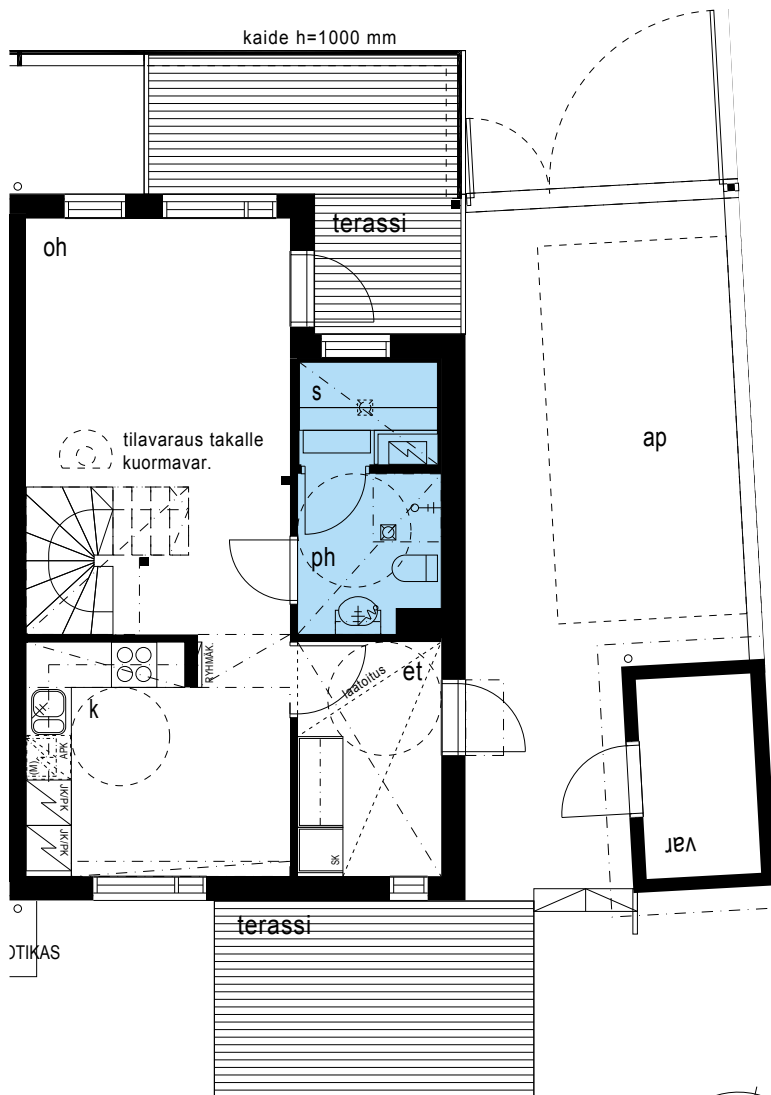 kaide h=1000 mm
terassi
oh
s
tilavaraus takalle
kuormavar.
ap
ph
RYHMÄK.
et
laatoitus
k
APK
(M)
JK/PK
JK/PK
SK
var
terassi
OTIKAS